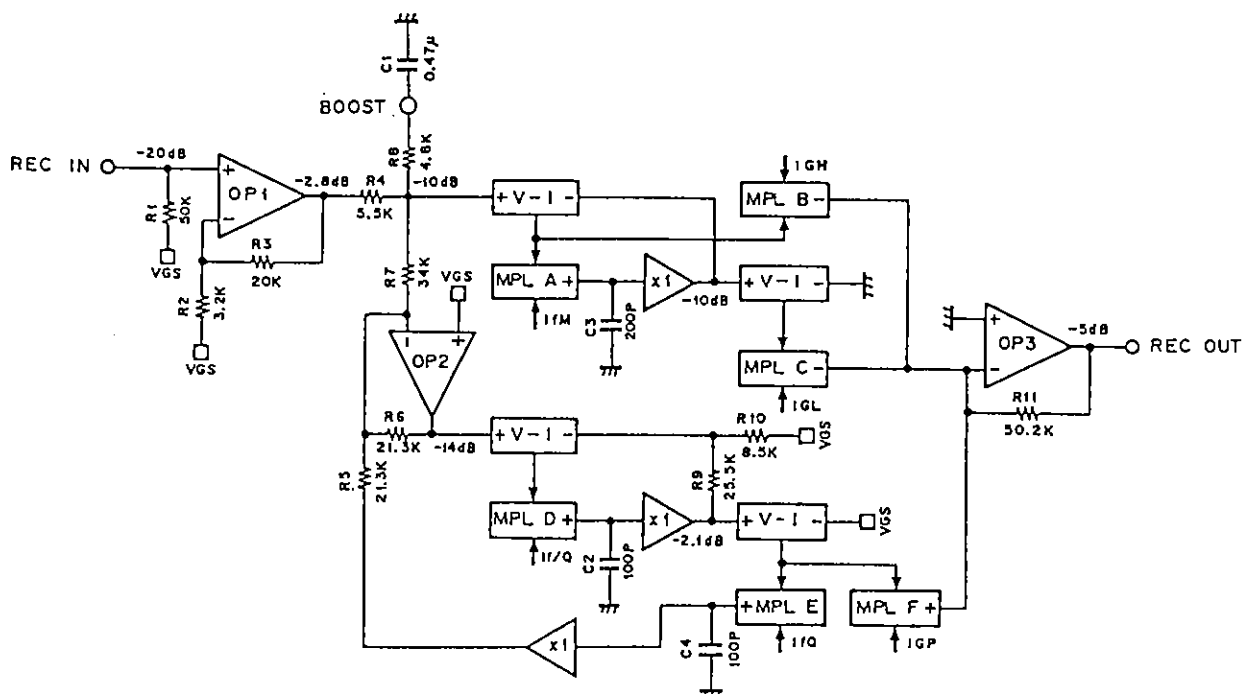 C1
0.47μ
BOOST
R8
4.8K
REC IN
-20dB
+
OP1
-
-2.8dB
R4
5.5K
-10dB
R1
50K
VGS
R2
3.2K
VGS
R3
20K
+ V-I -
IGH
MPL B -
MPL A +
IfM
C3
200P
x1
-10dB
+ V-I -
MPL C -
IGL
R7
34K
VGS
-
+
OP2
+
OP3
-
-5dB
REC OUT
R11
50.2K
R6
21.3K
-14dB
+ V-I -
R10
8.5K
VGS
R5
21.3K
R9
25.5K
MPL D +
If/Q
C2
100P
x1
-2.1dB
+ V-I -
VGS
x1
C4
100P
+ MPL E
IfQ
MPL F +
IGP